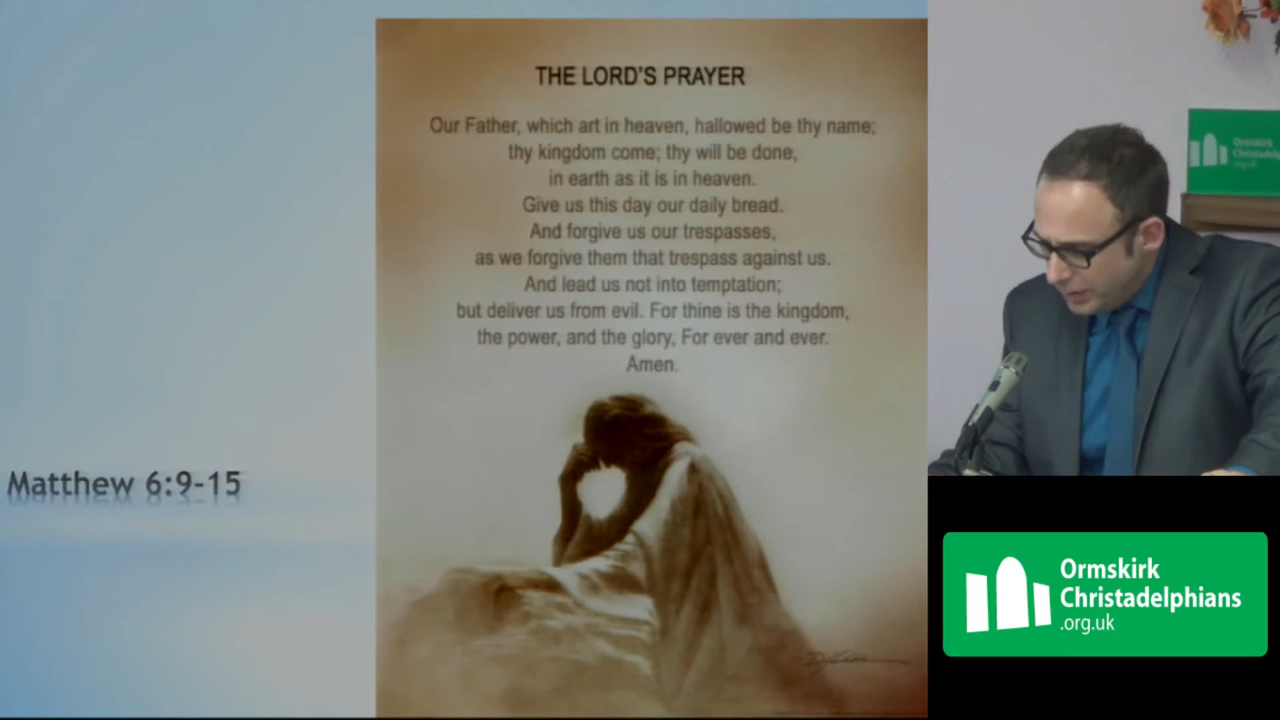 THE LORD'S PRAYER
Our Father, which art in heaven, hallowed be thy name;
thy kingdom come; thy will be done,
in earth as it is in heaven.
Give us this day our daily bread.
And forgive us our trespasses,
as we forgive them that trespass against us.
And lead us not into temptation;
but deliver us from evil. For thine is the kingdom,
the power, and the glory, For ever and ever.
Amen.
Matthew 6:9-15
Ormskirk
Christadel
org.uk
Ormskirk
Christadelphians
.org.uk